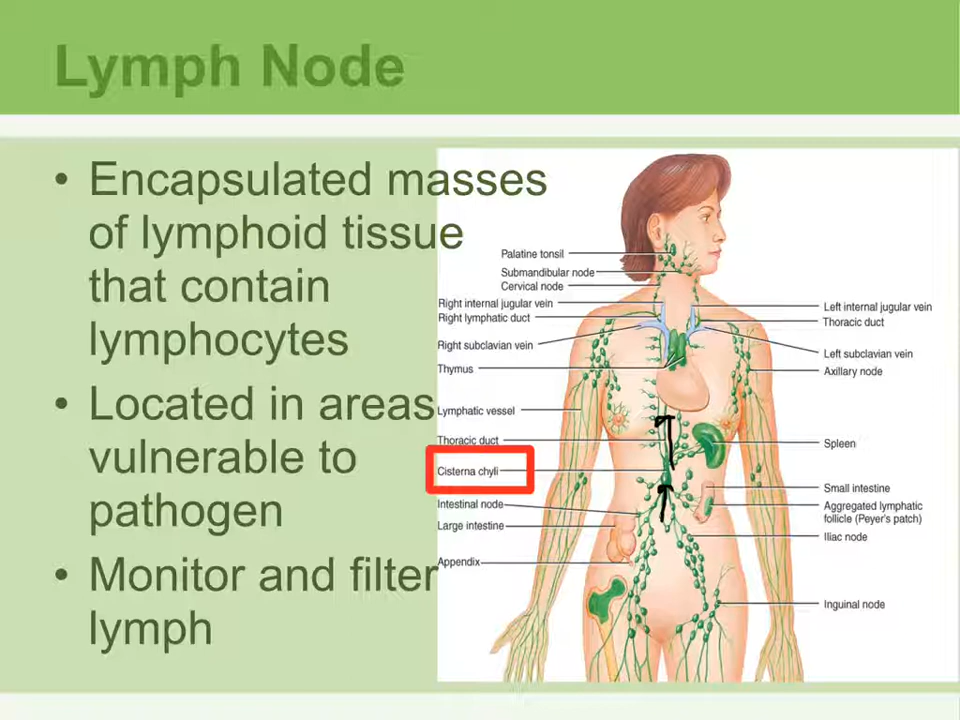 Lymph Node
• Encapsulated masses
of lymphoid tissue
that contain
lymphocytes
• Located in areas
vulnerable to
pathogen
• Monitor and filter
lymph
Palatine tonsil
Submandibular node
Cervical node
Right internal jugular vein
Right lymphatic duct
Right subclavian vein
Thymus
Lymphatic vessel
Thoracic duct
Cisterna chyli
Intestinal node
Large intestine
Appendix
Left internal jugular vein
Thoracic duct
Left subclavian vein
Axillary node
Spleen
Small intestine
Aggregated lymphatic
follicle (Peyer's patch)
Iliac node
Inguinal node